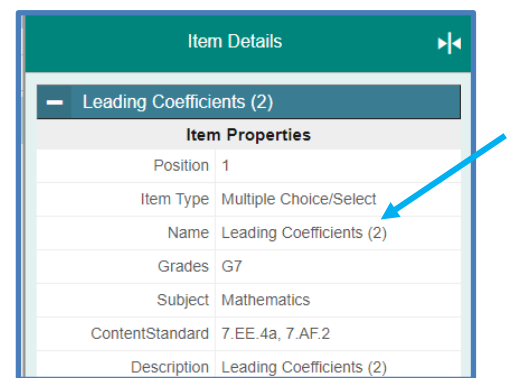 Item Details
Leading Coefficients (2)
Item Properties
Position 1
Item Type Multiple Choice/Select
Name Leading Coefficients (2)
Grades G7
Subject Mathematics
ContentStandard 7.EE.4a, 7.AF.2
Description Leading Coefficients (2)